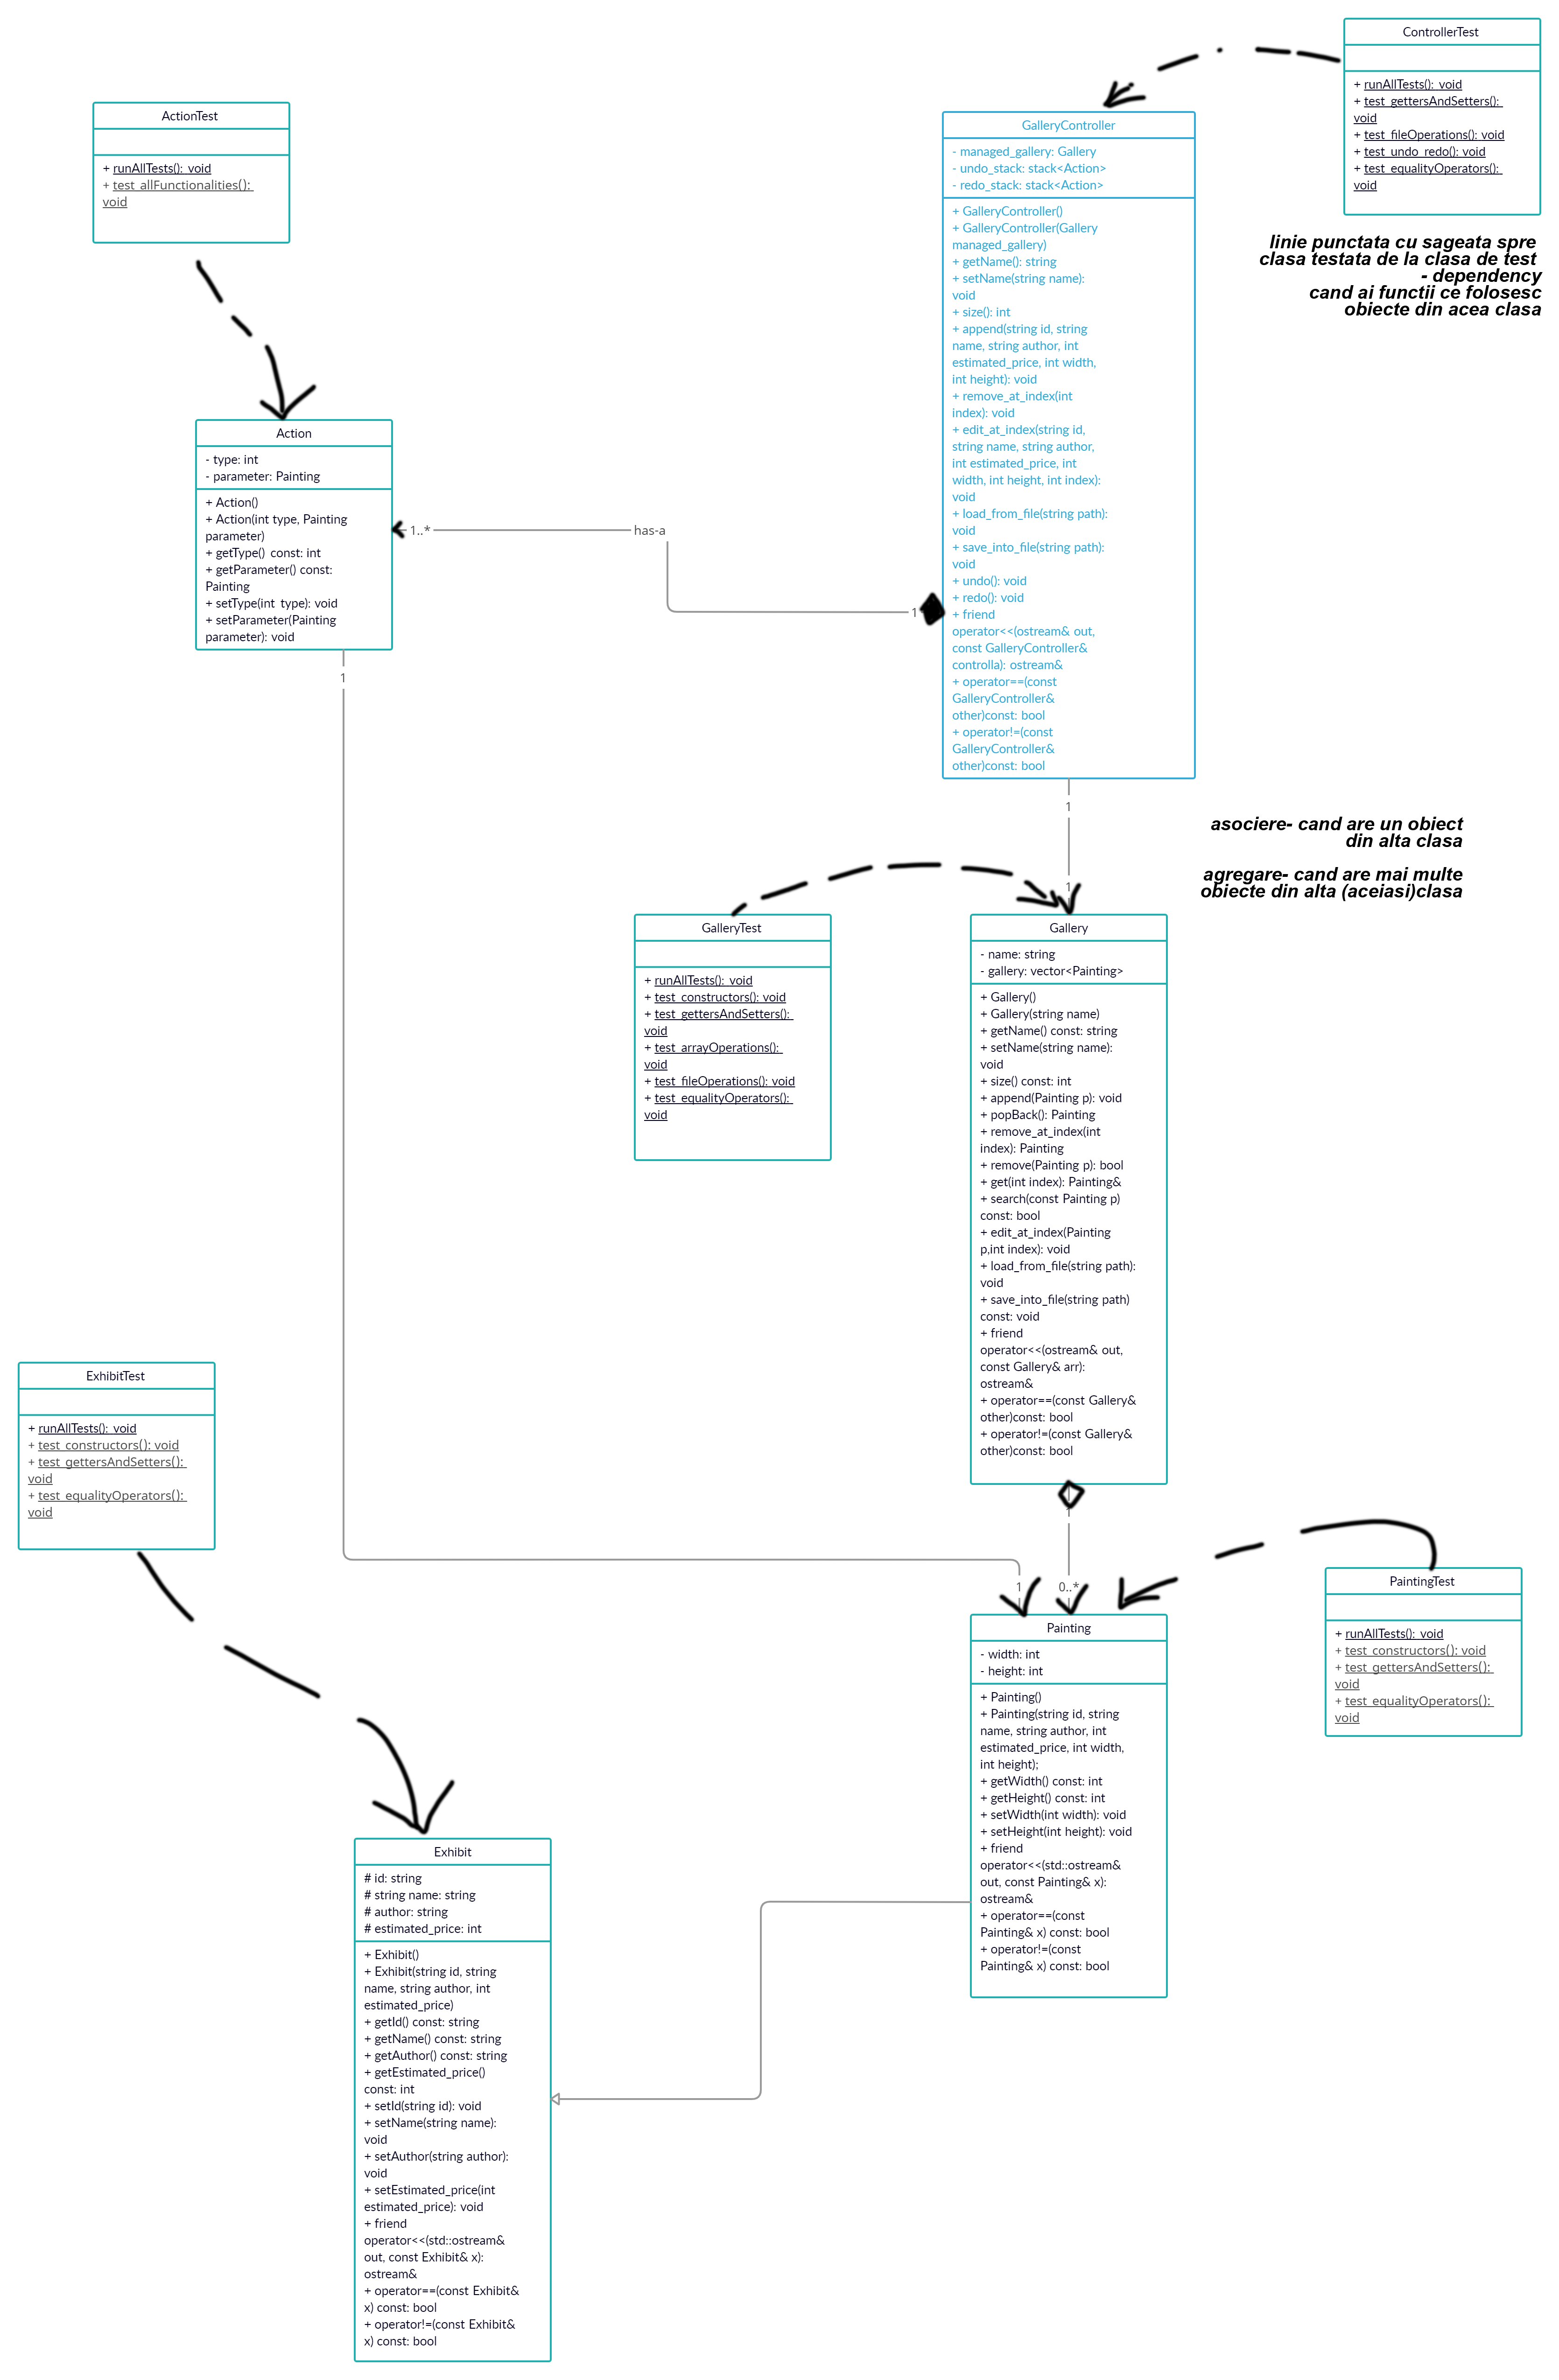 ControllerTest
+ runAllTests(): void
+ test_gettersAndSetters():
void
+ test_fileOperations(): void
+ test_undo_redo(): void
+ test_equalityOperators():
void
ActionTest
+ runAllTests(): void
+ test_allFunctionalities():
void
GalleryController
- managed_gallery: Gallery
- undo_stack: stack<Action>
- redo_stack: stack<Action>
+ GalleryController()
+ GalleryController(Gallery
managed_gallery)
+ getName(): string
+ setName(string name):
void
+ size(): int
+ append(string id, string
name, string author, int
estimated_price, int width,
int height): void
+ remove_at_index(int
index): void
+ edit_at_index(string id,
string name, string author,
int estimated_price, int
width, int height, int index):
void
+ load_from_file(string path):
void
+ save_into_file(string path):
void
+ undo(): void
+ redo(): void
+ friend
operator<<(ostream& out,
const GalleryController&
controlla): ostream&
+ operator==(const
GalleryController&
other)const: bool
+ operator!=(const
GalleryController&
other)const: bool
linie punctata cu sageata spre
clasa testata de la clasa de test
- dependency
cand ai functii ce folosesc
obiecte din acea clasa
Action
- type: int
- parameter: Painting
+ Action()
+ Action(int type, Painting
parameter)
+ getType() const: int
+ getParameter() const:
Painting
+ setType(int type): void
+ setParameter(Painting
parameter): void
1..*
has-a
1
1
1
1
asociere- cand are un obiect
din alta clasa
agregare- cand are mai multe
obiecte din alta (aceiasi)clasa
GalleryTest
+ runAllTests(): void
+ test_constructors(): void
+ test_gettersAndSetters():
void
+ test_arrayOperations():
void
+ test_fileOperations(): void
+ test_equalityOperators():
void
Gallery
- name: string
- gallery: vector<Painting>
+ Gallery()
+ Gallery(string name)
+ getName() const: string
+ setName(string name):
void
+ size() const: int
+ append(Painting p): void
+ popBack(): Painting
+ remove_at_index(int
index): Painting
+ remove(Painting p): bool
+ get(int index): Painting&
+ search(const Painting p)
const: bool
+ edit_at_index(Painting
p,int index): void
+ load_from_file(string path):
void
+ save_into_file(string path)
const: void
+ friend
operator<<(ostream& out,
const Gallery& arr):
ostream&
+ operator==(const Gallery&
other)const: bool
+ operator!=(const Gallery&
other)const: bool
ExhibitTest
+ runAllTests(): void
+ test_constructors(): void
+ test_gettersAndSetters():
void
+ test_equalityOperators():
void
1
0..*
PaintingTest
+ runAllTests(): void
+ test_constructors(): void
+ test_gettersAndSetters():
void
+ test_equalityOperators():
void
Painting
- width: int
- height: int
+ Painting()
+ Painting(string id, string
name, string author, int
estimated_price, int width,
int height);
+ getWidth() const: int
+ getHeight() const: int
+ setWidth(int width): void
+ setHeight(int height): void
+ friend
operator<<(std::ostream&
out, const Painting& x):
ostream&
+ operator==(const
Painting& x) const: bool
+ operator!=(const
Painting& x) const: bool
Exhibit
# id: string
# string name: string
# author: string
# estimated_price: int
+ Exhibit()
+ Exhibit(string id, string
name, string author, int
estimated_price)
+ getId() const: string
+ getName() const: string
+ getAuthor() const: string
+ getEstimated_price()
const: int
+ setId(string id): void
+ setName(string name):
void
+ setAuthor(string author):
void
+ setEstimated_price(int
estimated_price): void
+ friend
operator<<(std::ostream&
out, const Exhibit& x):
ostream&
+ operator==(const Exhibit&
x) const: bool
+ operator!=(const Exhibit&
x) const: bool